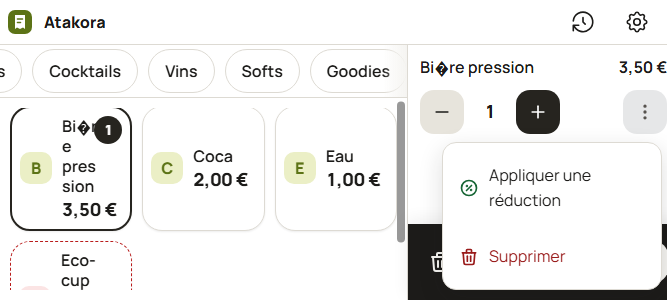 Atakora
s
Cocktails
Vins
Softs
Goodies
Bi�re pression
3,50 €
1
B
Bi�r
e
pres
sion
3,50 €
1
C
Coca
2,00 €
E
Eau
1,00 €
Eco-
cup
Appliquer une
réduction
Supprimer